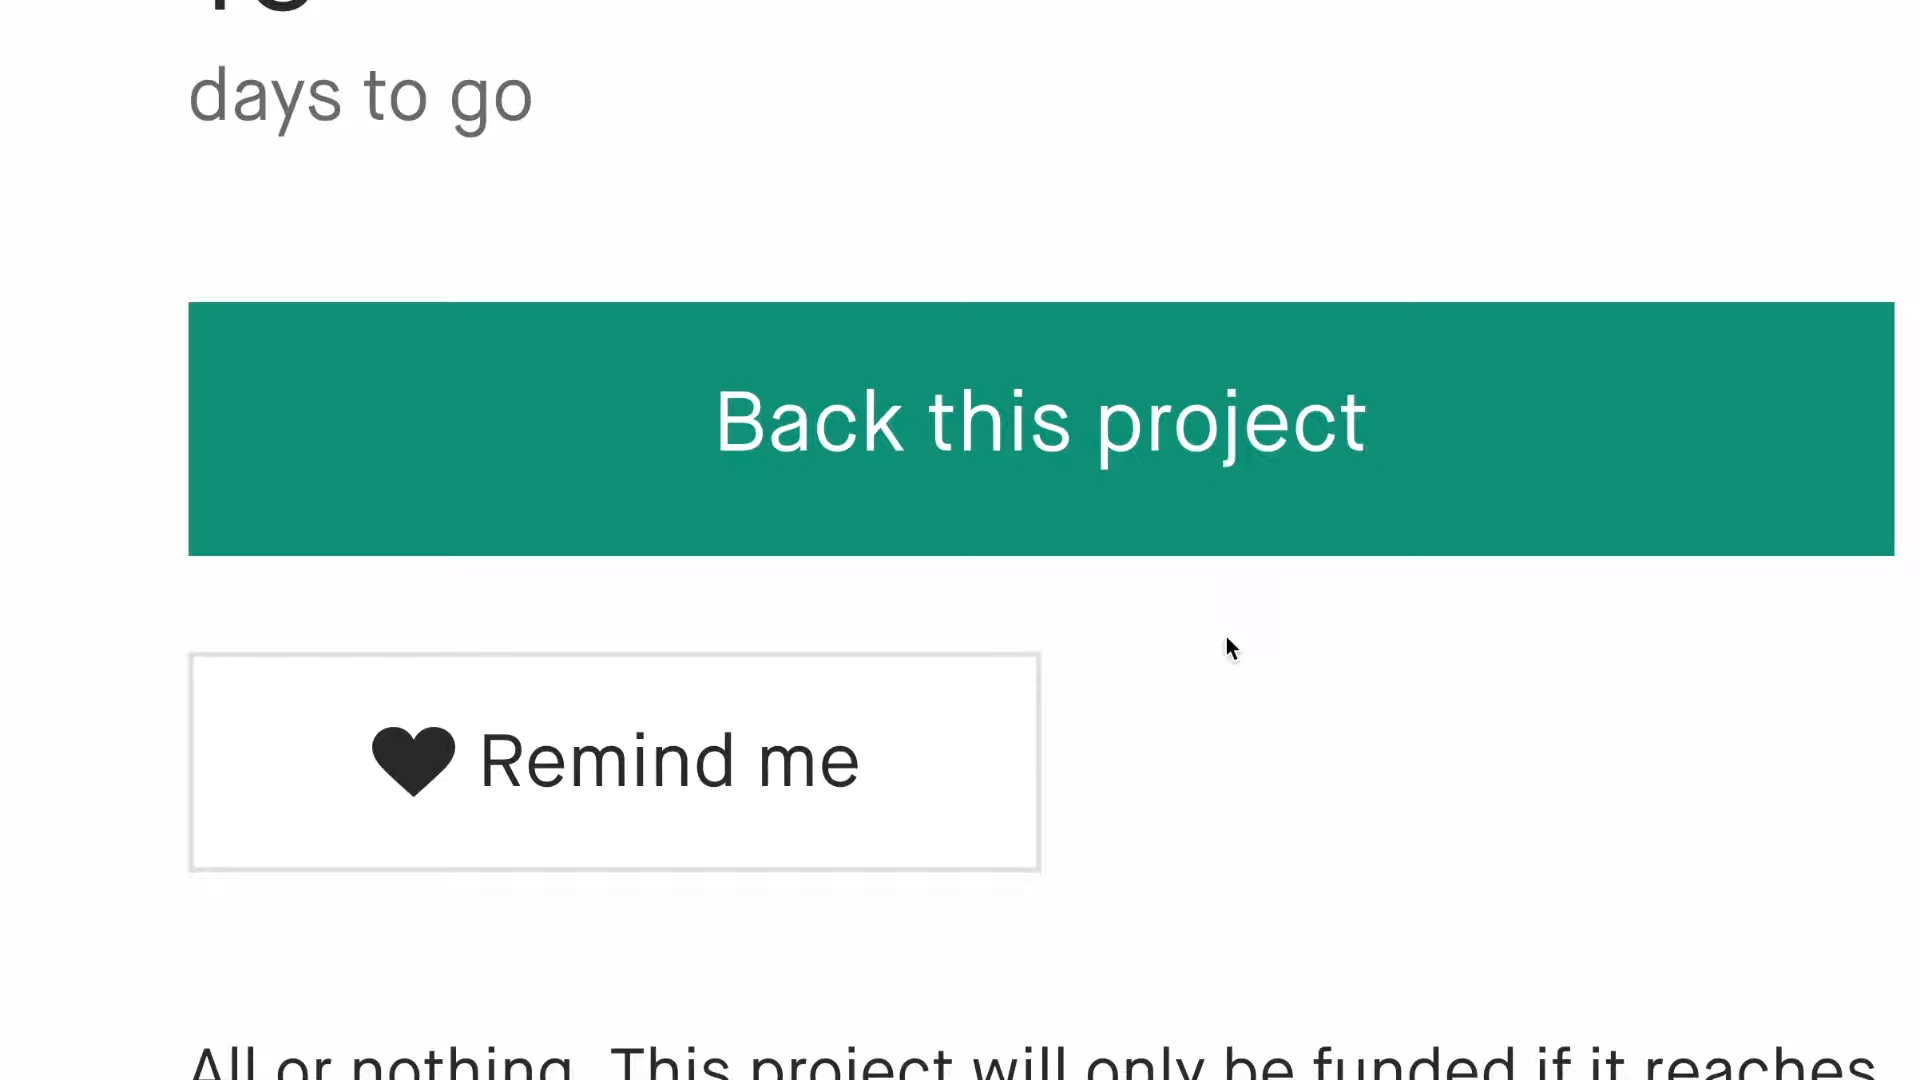 days to go
Back this project
Remind me
All or nothing. This project will only be funded if it reaches